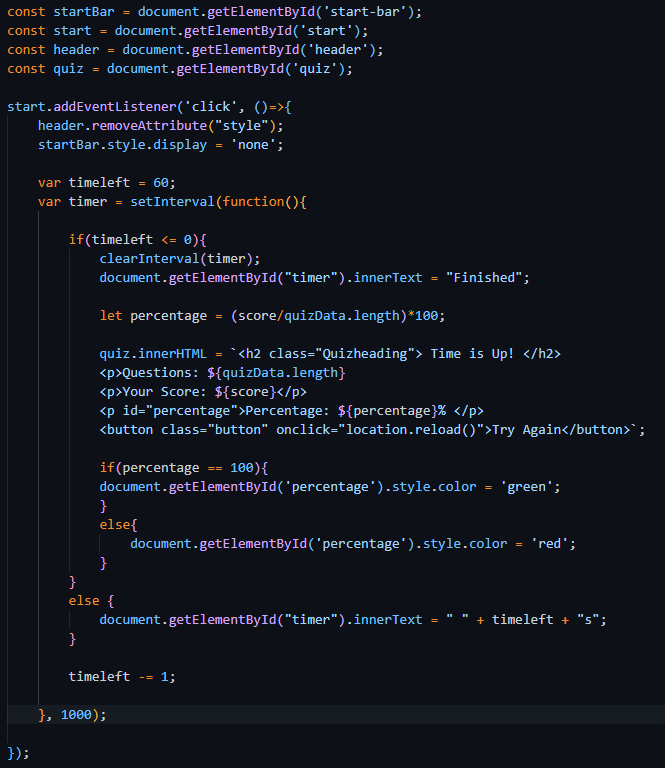 const startBar = document.getElementById('start-bar');
const start = document.getElementById('start');
const header = document.getElementById('header');
const quiz = document.getElementById('quiz');

start.addEventListener('click', ()=>{
    header.removeAttribute("style");
    startBar.style.display = 'none';

    var timeleft = 60;
    var timer = setInterval(function(){

        if(timeleft <= 0){
            clearInterval(timer);
            document.getElementById("timer").innerText = "Finished";

            let percentage = (score/quizData.length)*100;

            quiz.innerHTML = `<h2 class="Quizheading"> Time is Up! </h2>
            <p>Questions: ${quizData.length}
            <p>Your Score: ${score}</p>
            <p id="percentage">Percentage: ${percentage}% </p>
            <button class="button" onclick="location.reload()">Try Again</button>`;

            if(percentage == 100){
            document.getElementById('percentage').style.color = 'green';
            }
            else{
                document.getElementById('percentage').style.color = 'red';
            }
        }
        else {
            document.getElementById("timer").innerText = " " + timeleft + "s";
        }

        timeleft -= 1;

    }, 1000);

});